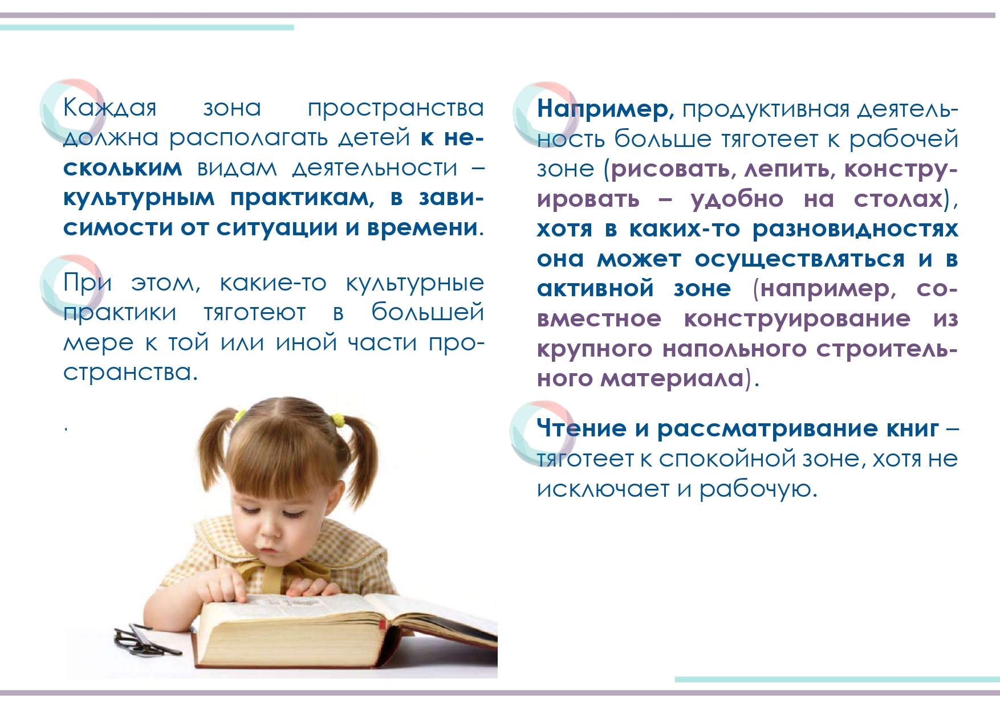 Каждая зона пространства
должна располагать детей к не-
скольким видам деятельности –
культурным практикам, в зави-
симости от ситуации и времени.
При этом, какие-то культурные
практики тяготеют в большей
мере к той или иной части про-
странства.
.
Например, продуктивная деятель-
ность больше тяготеет к рабочей
зоне (рисовать, лепить, констру-
ировать – удобно на столах),
хотя в каких-то разновидностях
она может осуществляться и в
активной зоне (например, со-
вместное конструирование из
крупного напольного строитель-
ного материала).
Чтение и рассматривание книг –
тяготеет к спокойной зоне, хотя не
исключает и рабочую.